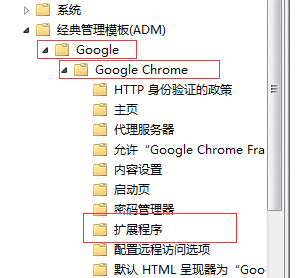 系统
经典管理模板(ADM)
Google
Google Chrome
HTTP 身份验证的政策
主页
代理服务器
允许“Google Chrome Fra
内容设置
启动页
密码管理器
扩展程序
配置远程访问选项
默认 HTML 呈现器为“Goo